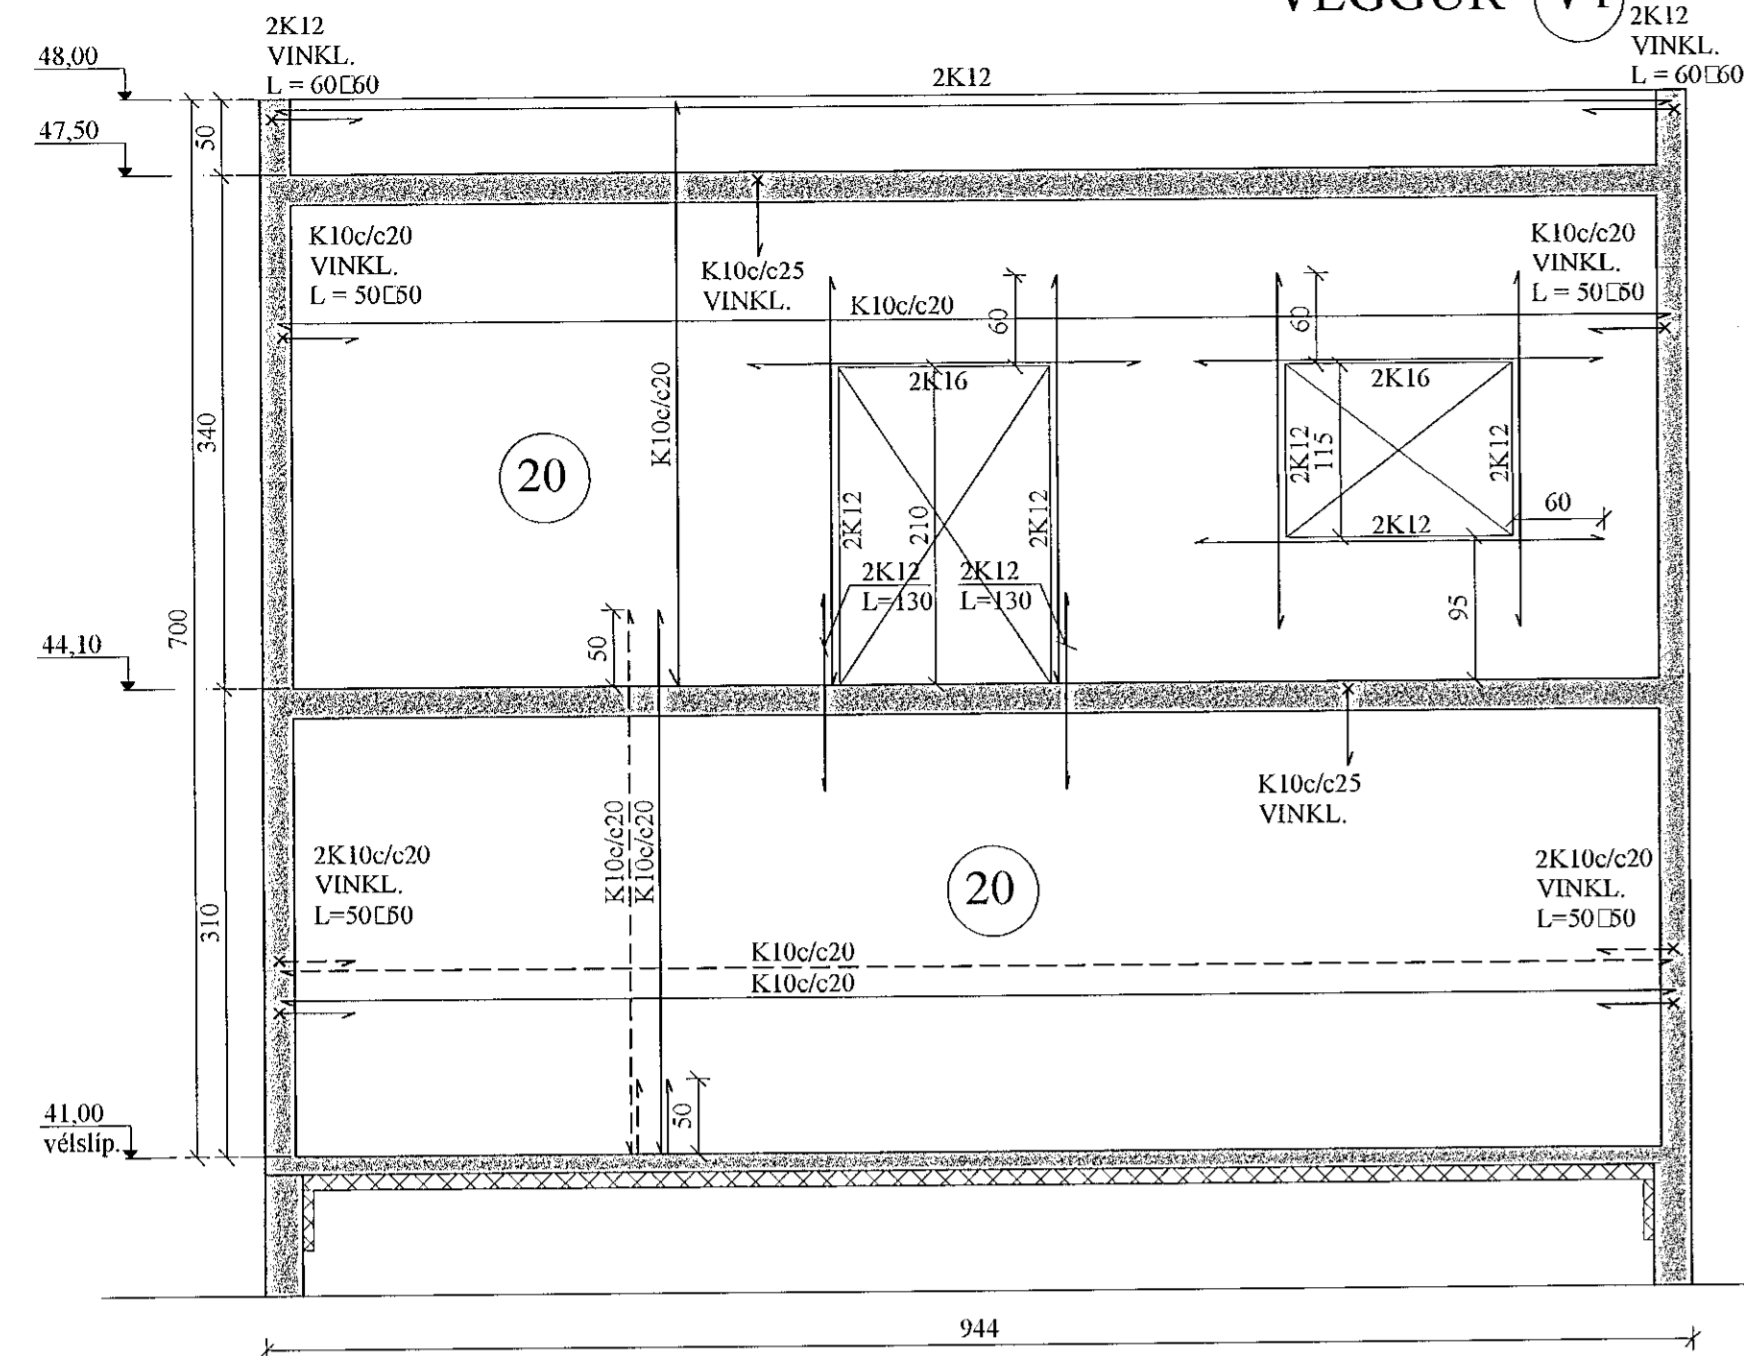 VEGGUR
2K12
VINKL.
L = 60□60
2K12
VINKL.
L = 60□60
48,00
2K12
47,50
50
K10c/c20
VINKL.
L = 50□50
K10c/c25
VINKL.
K10c/c20
60
60
K10c/c20
VINKL.
L = 50□50
K10c/c20
2K16
2K16
340
20
2K12
210
2K12
2K12
115
2K12
2K12
60
2K12
L=130
2K12
L=130
95
700
50
44,10
K10c/c25
VINKL.
K10c/c20
K10c/c20
2K10c/c20
VINKL.
L=50□50
20
2K10c/c20
VINKL.
L=50□50
310
K10c/c20
K10c/c20
50
41,00
vélslíp.
944